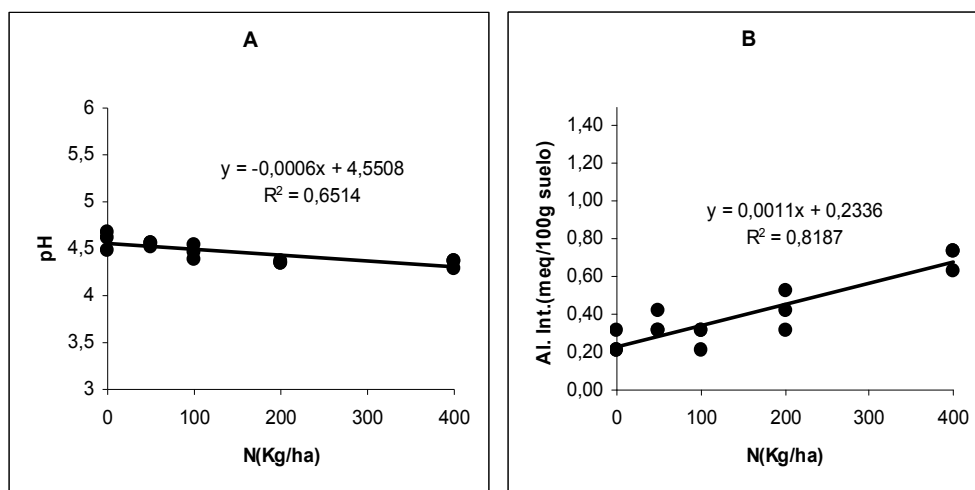 A
6
5,5
5
4,5
4
3,5
3
pH
y = -0,0006x + 4,5508
R² = 0,6514
0 100 200 300 400
N(Kg/ha)
B
1,40
1,20
1,00
0,80
0,60
0,40
0,20
0,00
Al. Int.(meq/100g suelo)
y = 0,0011x + 0,2336
R² = 0,8187
0 100 200 300 400
N(Kg/ha)